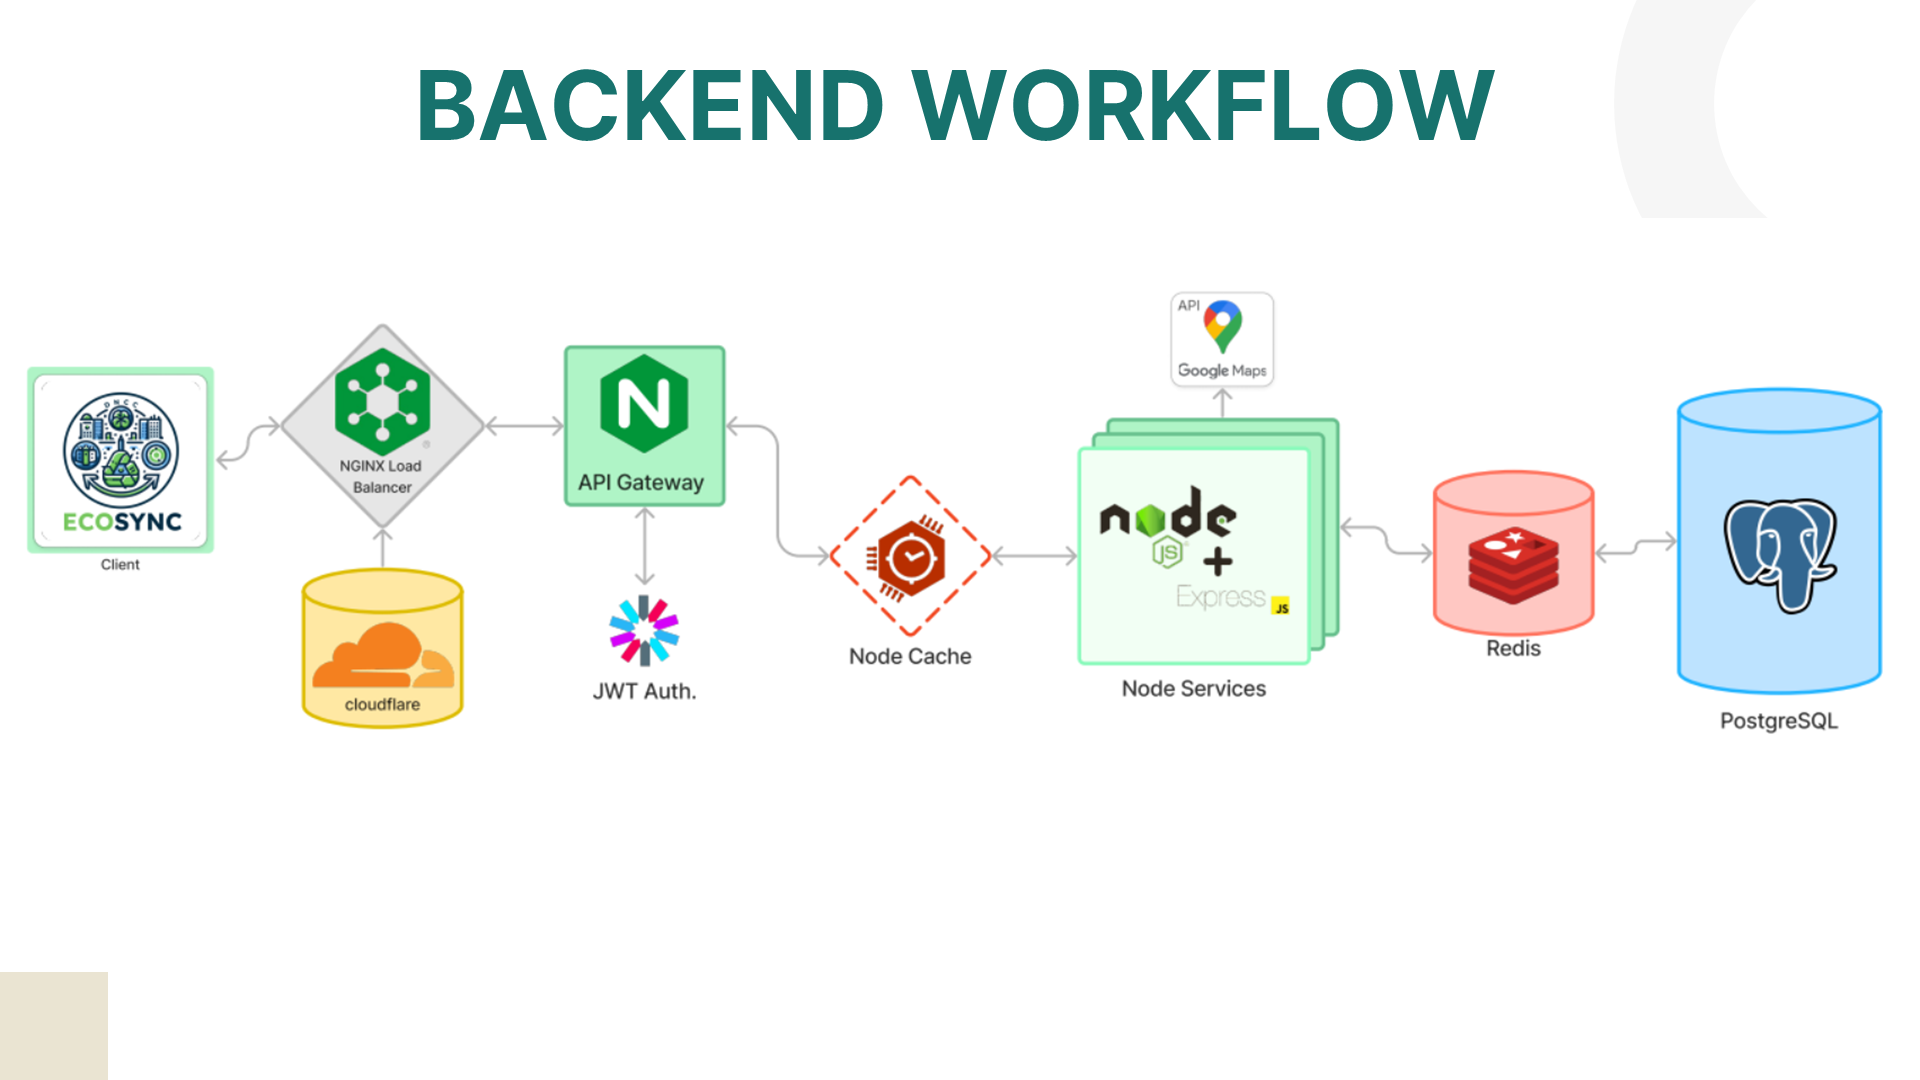 BACKEND WORKFLOW
DNCC
ECOSYNC
Client
NGINX Load
Balancer
cloudflare
N
API Gateway
JWT Auth.
Node Cache
API
Google Maps
node
JS
+
Express
JS
Node Services
Redis
PostgreSQL